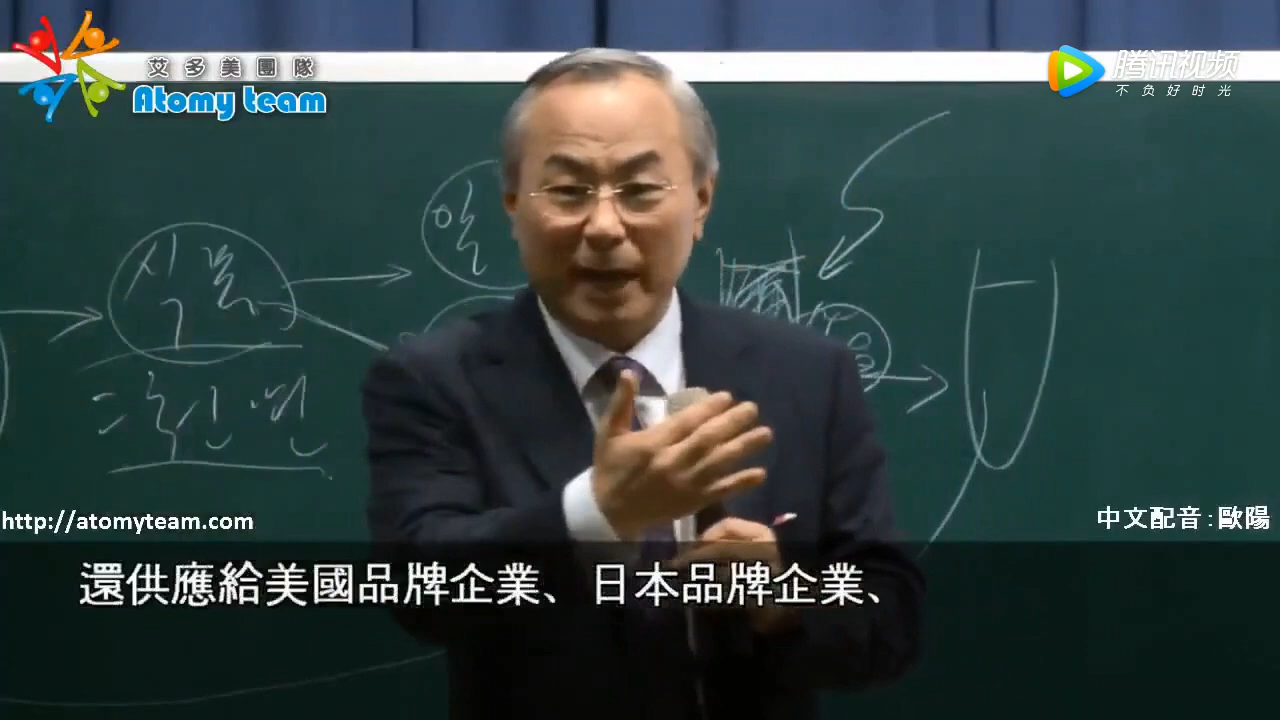 艾多美團隊
Atomy team
腾讯视频
不负好时光
식
http://atomyteam.com
中文配音:歐陽
還供應給美國品牌企業、日本品牌企業、